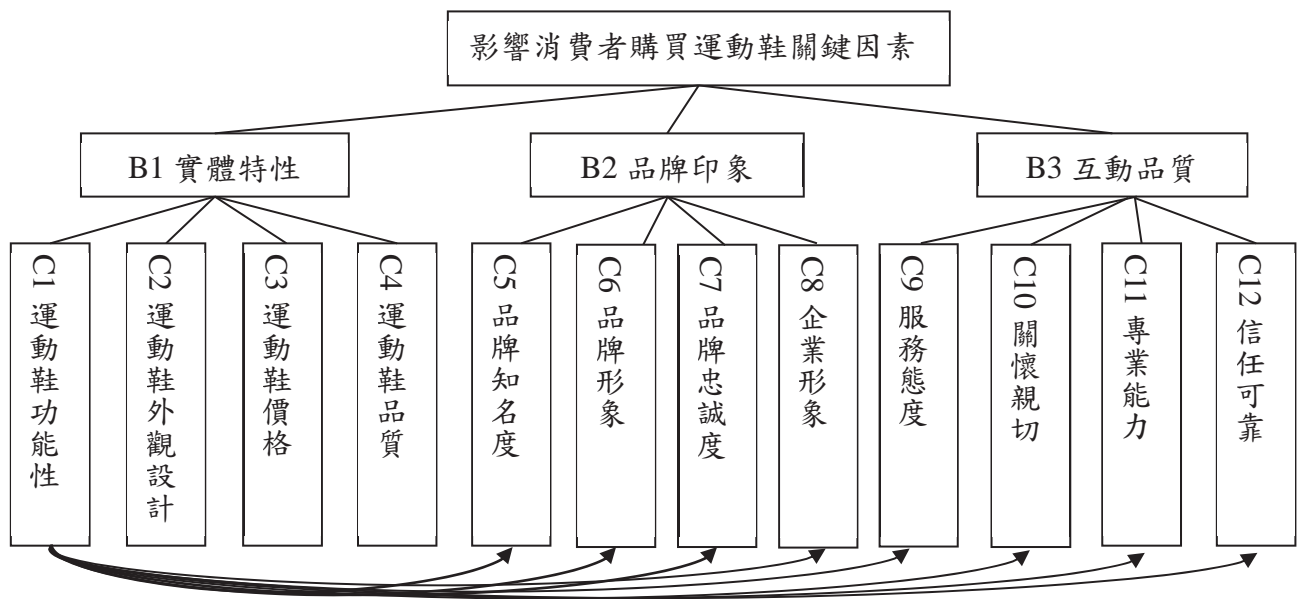 影響消費者購買運動鞋關鍵因素
B1 實體特性
B2 品牌印象
B3 互動品質
C1 運動鞋功能性
C2 運動鞋外觀設計
C3 運動鞋價格
C4 運動鞋品質
C5 品牌知名度
C6 品牌形象
C7 品牌忠誠度
C8 企業形象
C9 服務態度
C10 關懷親切
C11 專業能力
C12 信任可靠